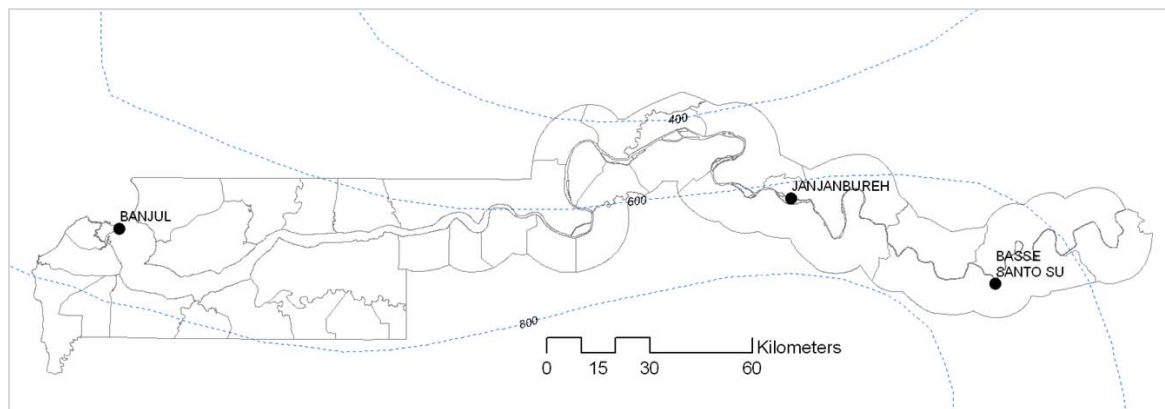 400
JANJANBUREH
600
BANJUL
BASSE
SANTO SU
800
Kilometers
0 15 30 60